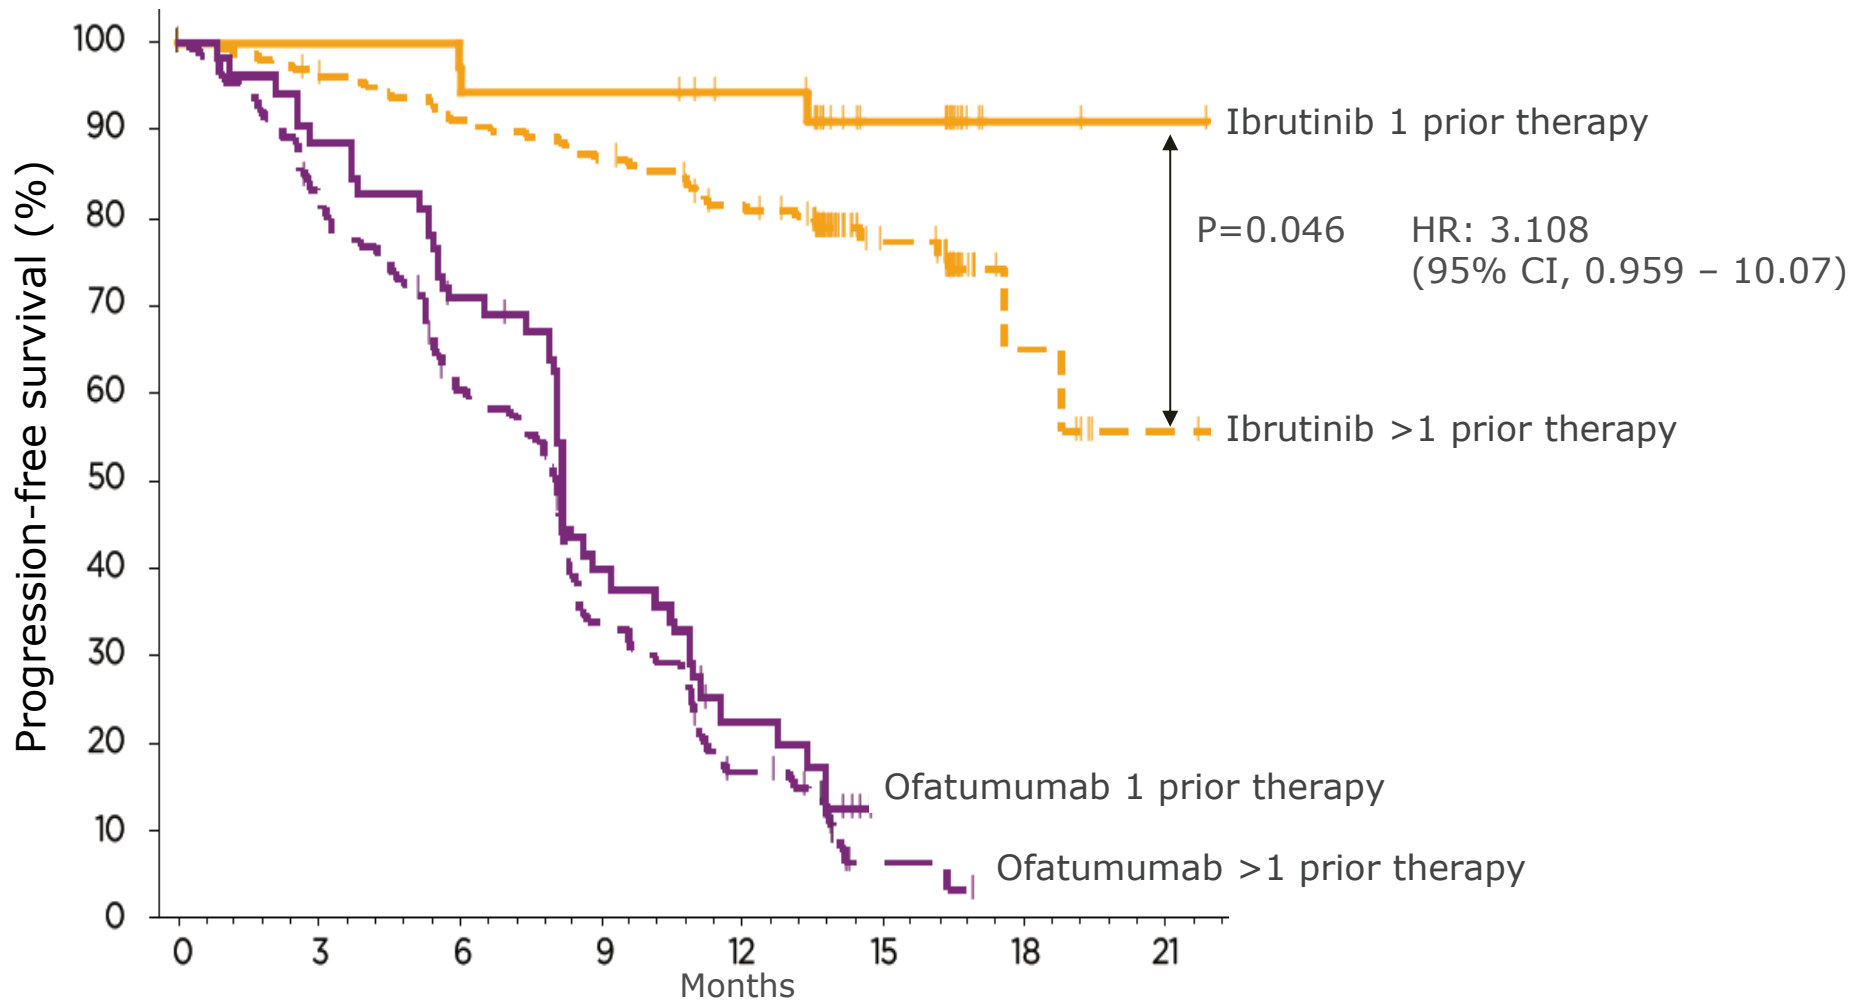 Progression-free survival (%)
100
90
80
70
60
50
40
30
20
10
0
Ibrutinib 1 prior therapy
P=0.046 HR: 3.108
(95% CI, 0.959 – 10.07)
Ibrutinib >1 prior therapy
Ofatumumab 1 prior therapy
Ofatumumab >1 prior therapy
0 3 6 9 12 15 18 21
Months